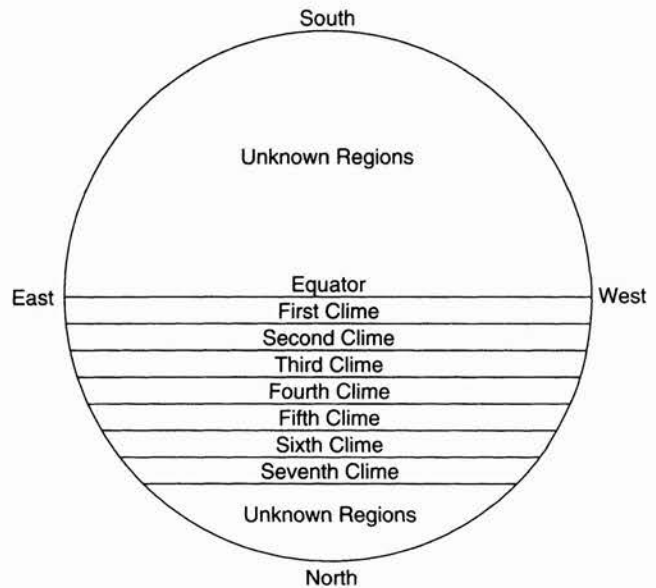 South
Unknown Regions
Equator
East
West
First Clime
Second Clime
Third Clime
Fourth Clime
Fifth Clime
Sixth Clime
Seventh Clime
Unknown Regions
North